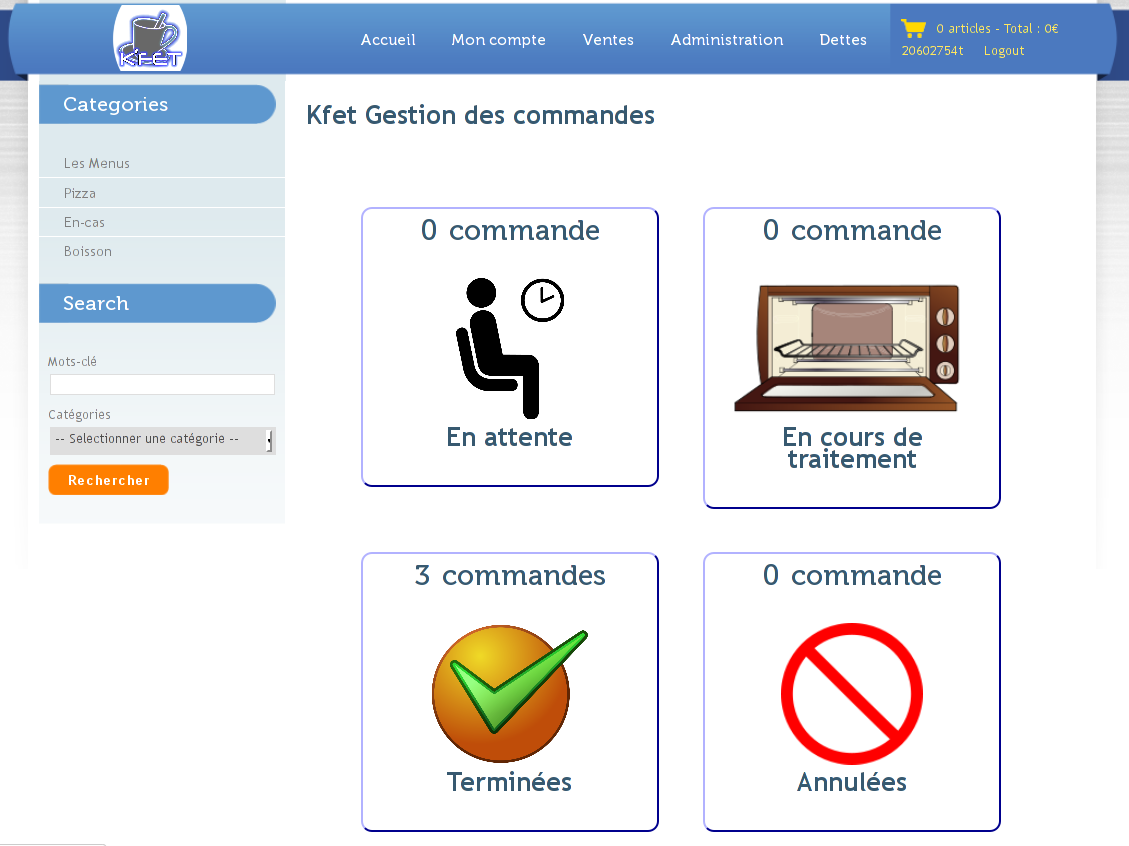 KfET
Accueil
Mon compte
Ventes
Administration
Dettes
0 articles - Total : 0€
20602754t
Logout
Categories
Les Menus
Pizza
En-cas
Boisson
Search
Mots-clé
Catégories
-- Selectionner une catégorie --
Rechercher
Kfet Gestion des commandes
0 commande
En attente
0 commande
En cours de
traitement
3 commandes
Terminées
0 commande
Annulées